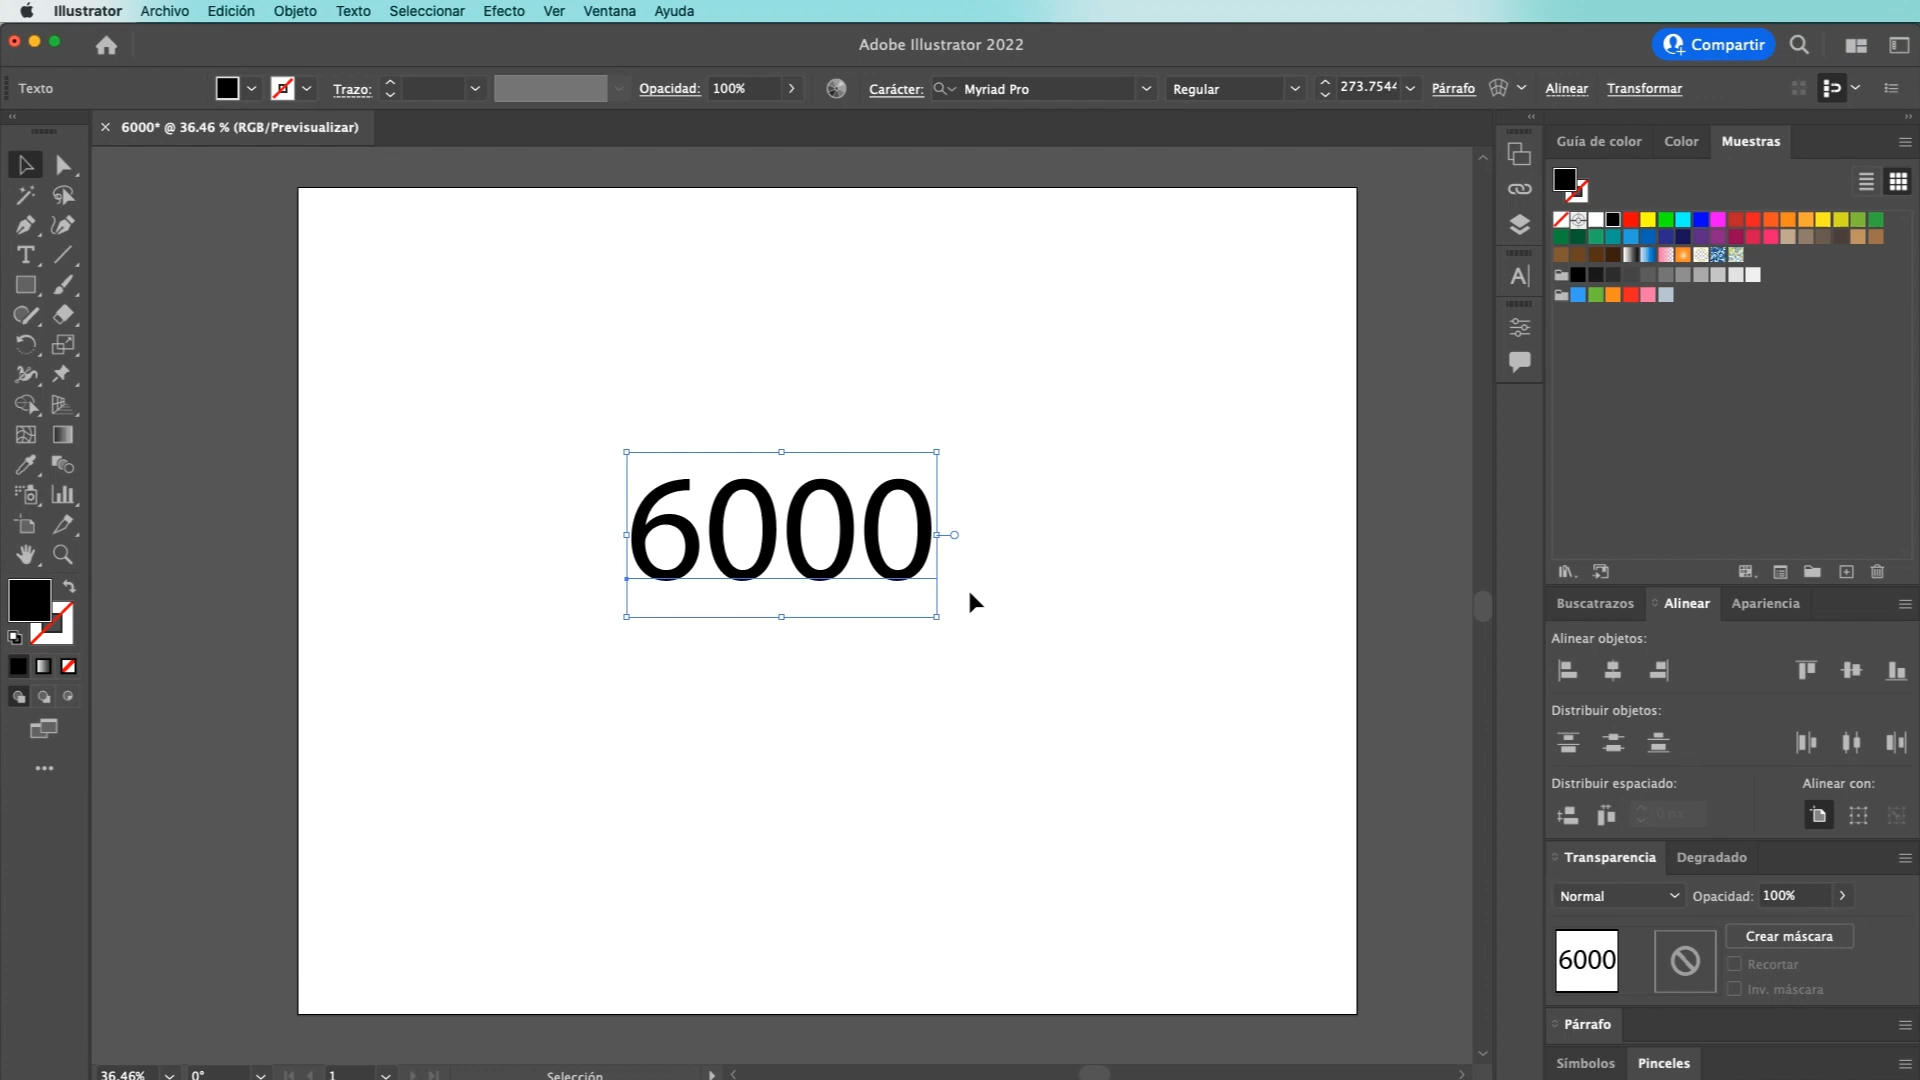 Illustrator Archivo Edición Objeto Texto Seleccionar Efecto Ver Ventana Ayuda
Adobe Illustrator 2022
Compartir
Texto Trazo: Opacidad: 100% Carácter: Myriad Pro Regular 273.7544 Párrafo Alinear Transformar
6000* @ 36.46 % (RGB/Previsualizar)
Guía de color Color Muestras
6000
Buscatrazos Alinear Apariencia
Alinear objetos:
Distribuir objetos:
Distribuir espaciado: Alinear con:
0 px
Transparencia Degradado
Normal Opacidad: 100%
6000
Crear máscara
Recortar
Inv. máscara
Párrafo
Símbolos Pinceles
36.46% 0° 1 Selección